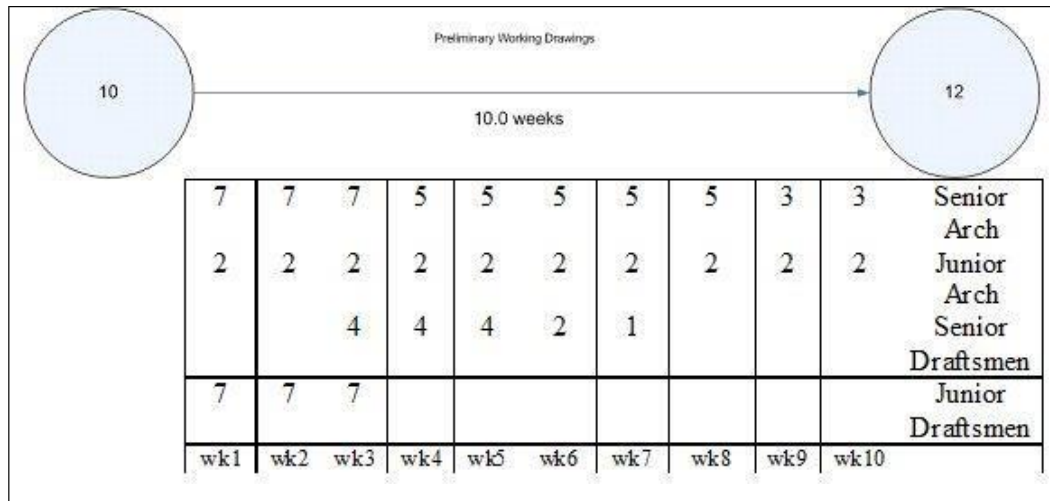 Preliminary Working Drawings
10
12
10.0 weeks
7 7 7 5 5 5 5 5 3 3 Senior
Arch
2 2 2 2 2 2 2 2 2 2 Junior
Arch
4 4 4 2 1 Senior
Draftsmen
7 7 7 Junior
Draftsmen
wk1 wk2 wk3 wk4 wk5 wk6 wk7 wk8 wk9 wk10